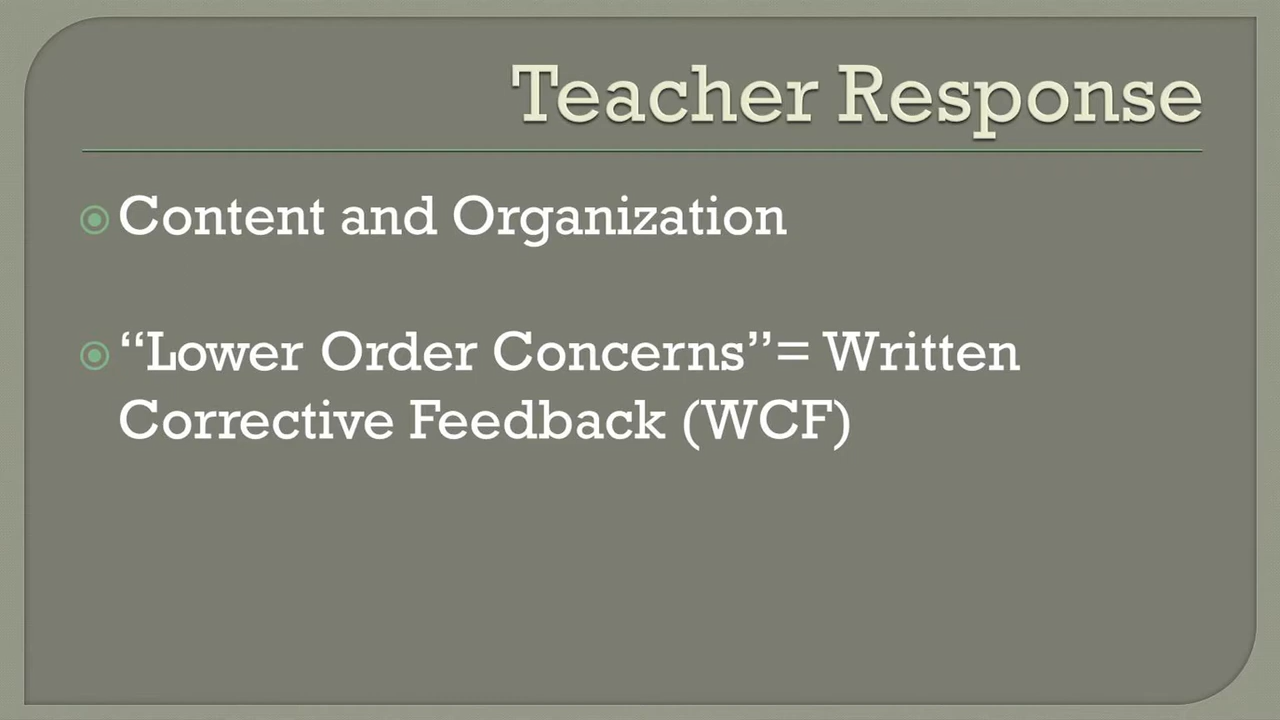 Teacher Response
Content and Organization
“Lower Order Concerns”= Written
Corrective Feedback (WCF)